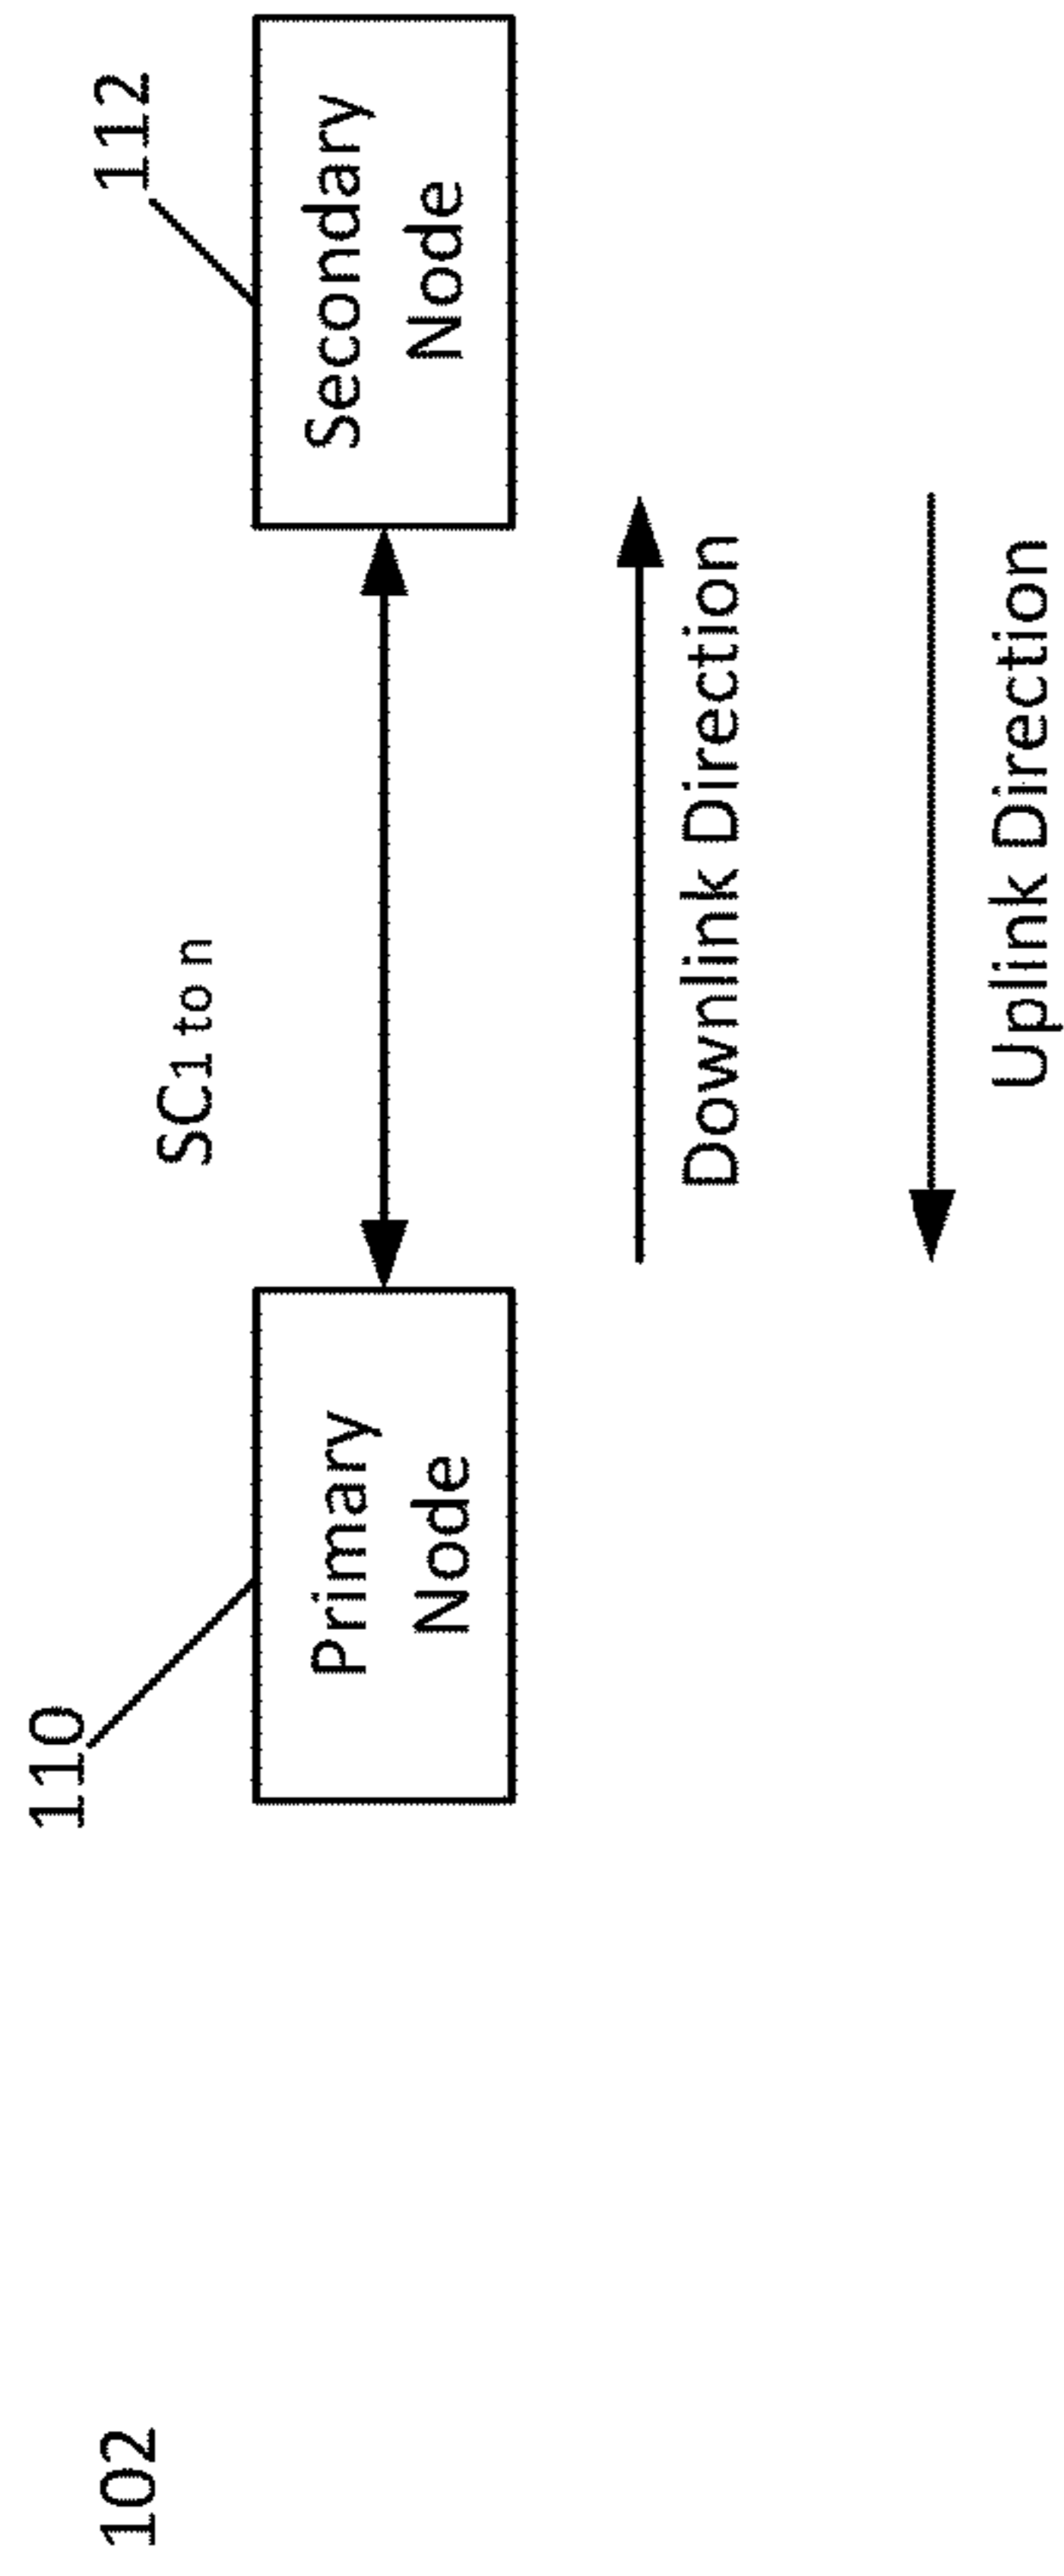 102
110
112
SC1 to n
Primary
Node
Secondary
Node
Downlink Direction
Uplink Direction